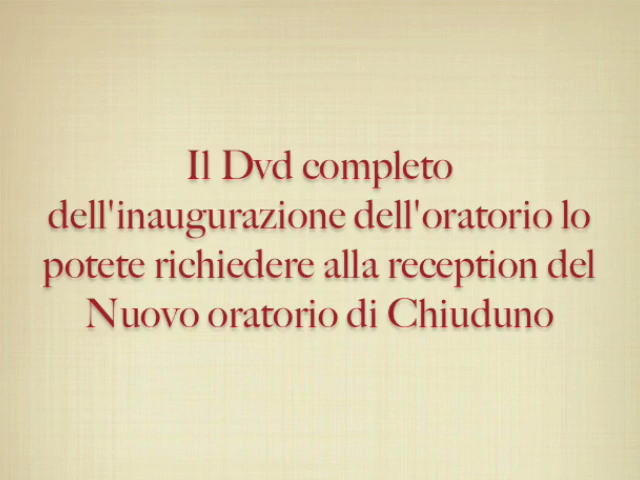 Il Dvd completo
dell'inaugurazione dell'oratorio lo
potete richiedere alla reception del
Nuovo oratorio di Chiuduno